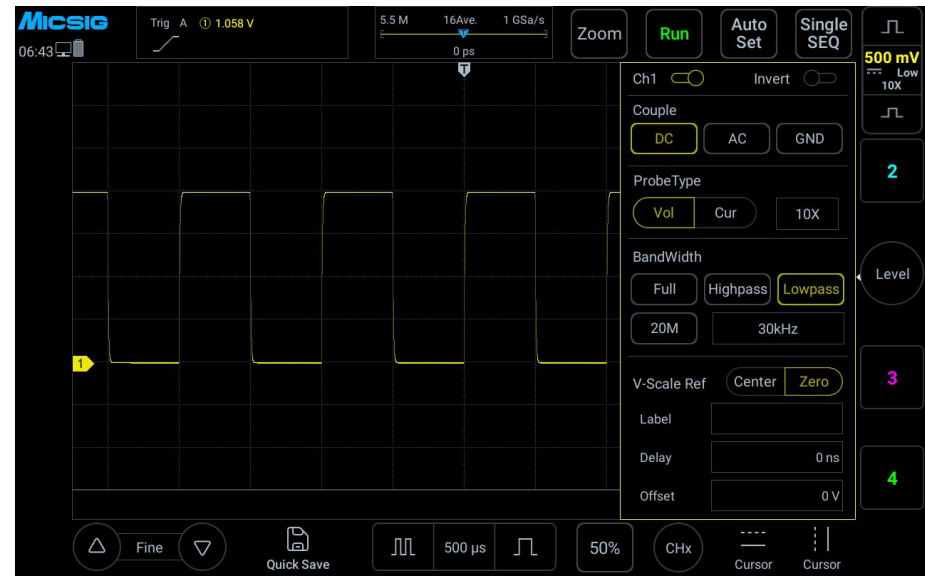 Micsig
Trig A ① 1.058 V
5.5 M 16Ave. 1 GSa/s
0 ps
06:43
Zoom
Run
Auto
Set
Single
SEQ
500 mV
Low
10X
T
Ch1 Invert
Couple
DC AC GND
ProbeType
Vol Cur 10X
BandWidth
Full Highpass Lowpass
20M 30kHz
V-Scale Ref Center Zero
Label
Delay 0 ns
Offset 0 V
1
2
Level
3
4
Fine
Quick Save
500 µs
50%
CHx
Cursor
Cursor